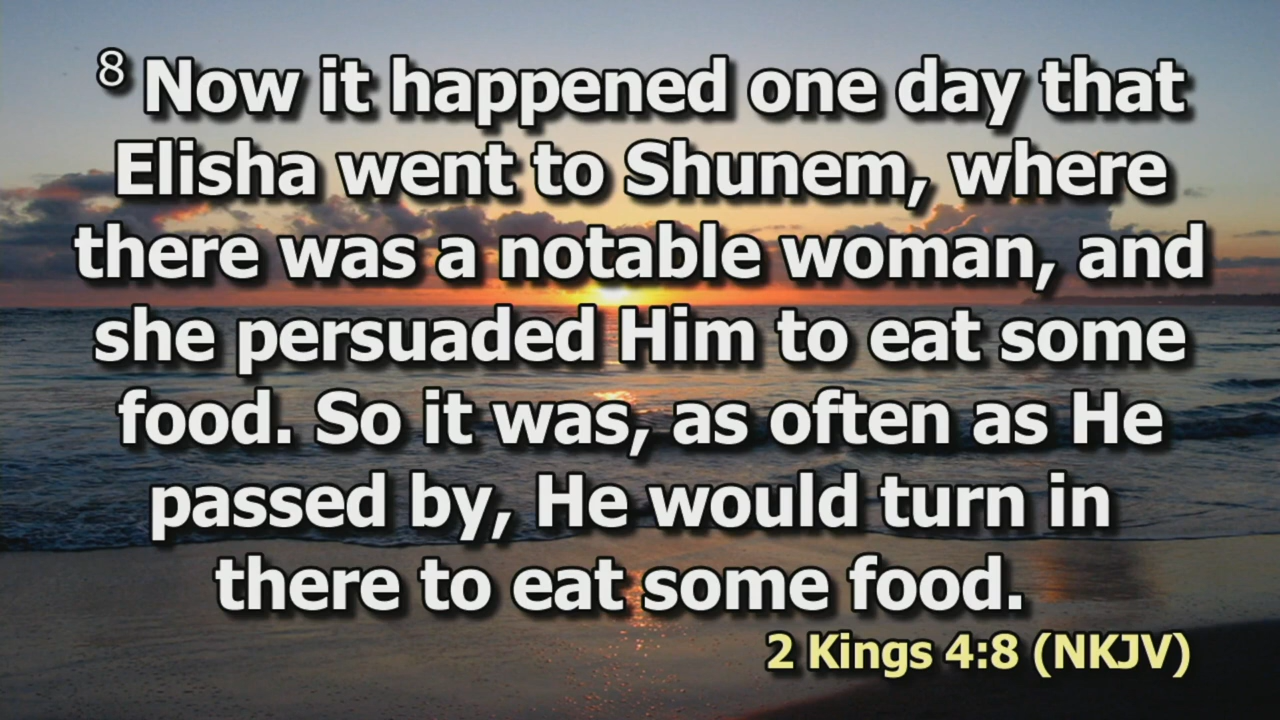 8 Now it happened one day that
Elisha went to Shunem, where
there was a notable woman, and
she persuaded Him to eat some
food. So it was, as often as He
passed by, He would turn in
there to eat some food.
2 Kings 4:8 (NKJV)